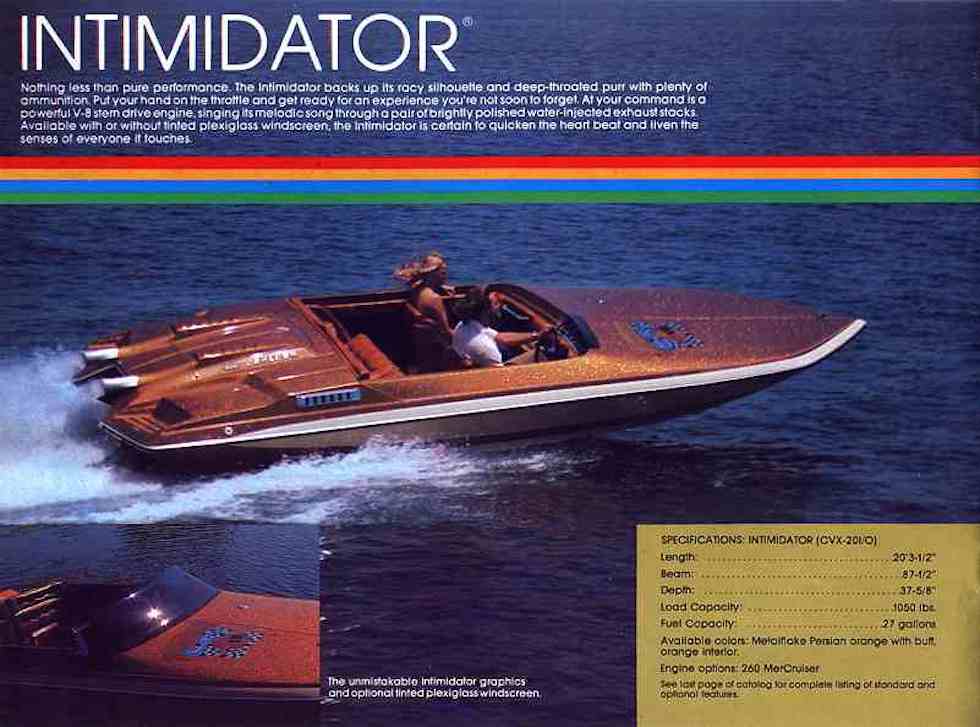 INTIMIDATOR®
Nothing less than pure performance. The Intimidator backs up its racy silhouette and deep-throated purr with plenty of
ammunition. Put your hand on the throttle and get ready for an experience you're not soon to forget. At your command is a
powerful V-8 stern drive engine, singing its melodic song through a pair of brightly polished water-injected exhaust stacks.
Available with or without tinted plexiglass windscreen, the Intimidator is certain to quicken the heart beat and liven the
senses of everyone it touches.
SPECIFICATIONS: INTIMIDATOR (CVX-20I/O)
Length: 20'3-1/2"
Beam: 87-1/2"
Depth: 37-5/8"
Load Capacity: 1050 lbs.
Fuel Capacity: 27 gallons
Available colors: Metalflake Persian orange with buff,
orange interior.
Engine options: 260 MerCruiser
See last page of catalog for complete listing of standard and
optional features.
The unmistakable Intimidator graphics
and optional tinted plexiglass windscreen.